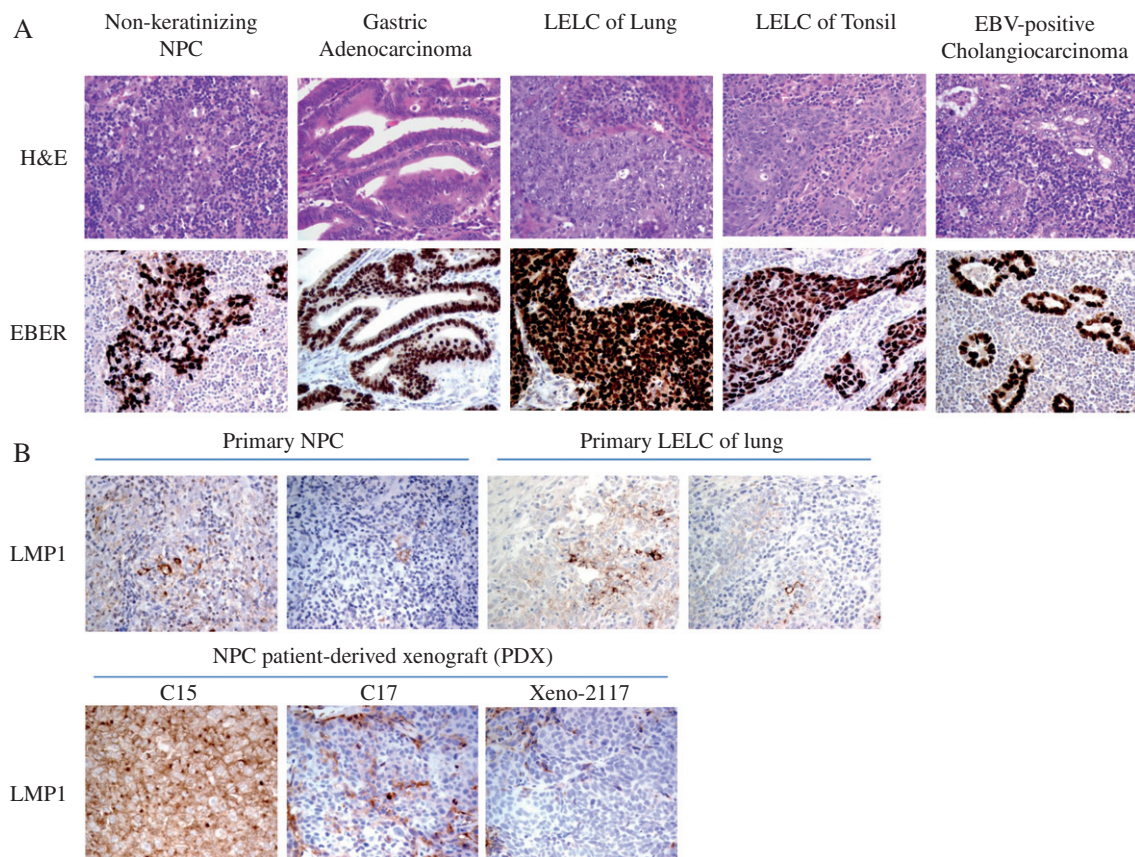 A
Non-keratinizing
NPC
Gastric
Adenocarcinoma
LELC of Lung
LELC of Tonsil
EBV-positive
Cholangiocarcinoma
H&E
EBER
B
Primary NPC
Primary LELC of lung
LMP1
NPC patient-derived xenograft (PDX)
C15
C17
Xeno-2117
LMP1